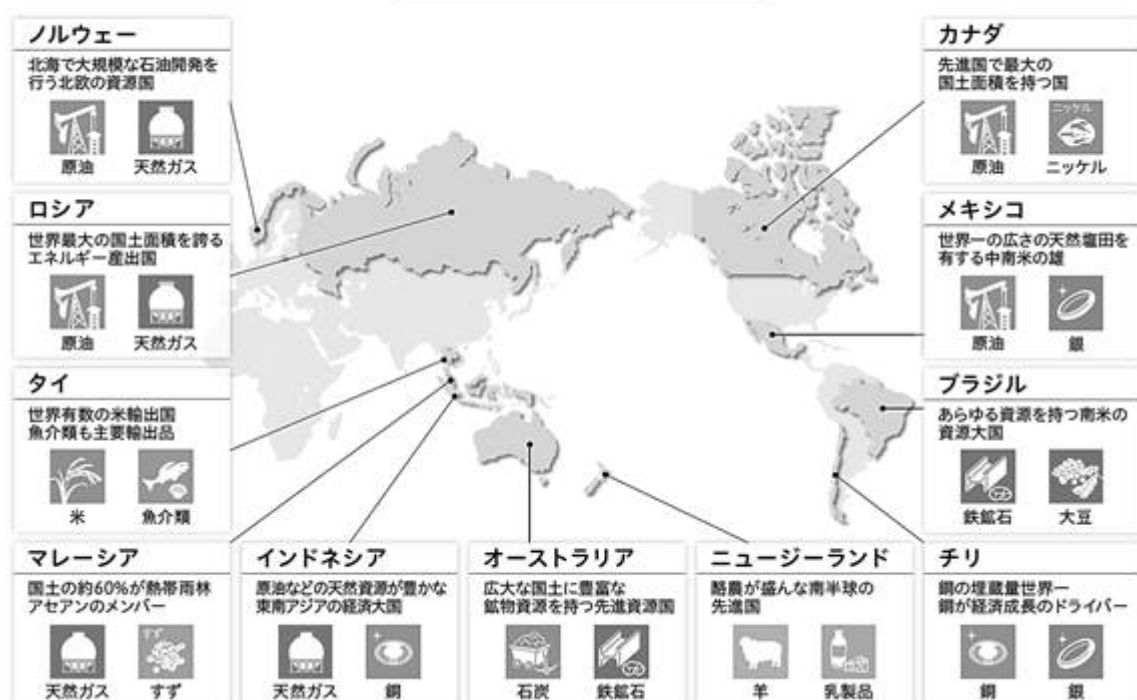 ノルウェー
北海で大規模な石油開発を
行う北欧の資源国
原油
天然ガス
ロシア
世界最大の国土面積を誇る
エネルギー産出国
原油
天然ガス
タイ
世界有数の米輸出国
魚介類も主要輸出品
米
魚介類
マレーシア
国土の約60%が熱帯雨林
アセアンのメンバー
天然ガス
すず
すず
インドネシア
原油などの天然資源が豊かな
東南アジアの経済大国
天然ガス
銅
オーストラリア
広大な国土に豊富な
鉱物資源を持つ先進資源国
石炭
鉄鉱石
ニュージーランド
酪農が盛んな南半球の
先進国
羊
乳製品
カナダ
先進国で最大の
国土面積を持つ国
原油
ニッケル
ニッケル
メキシコ
世界一の広さの天然塩田を
有する中南米の雄
原油
銀
ブラジル
あらゆる資源を持つ南米の
資源大国
鉄鉱石
大豆
チリ
銅の埋蔵量世界一
銅が経済成長のドライバー
銅
銀